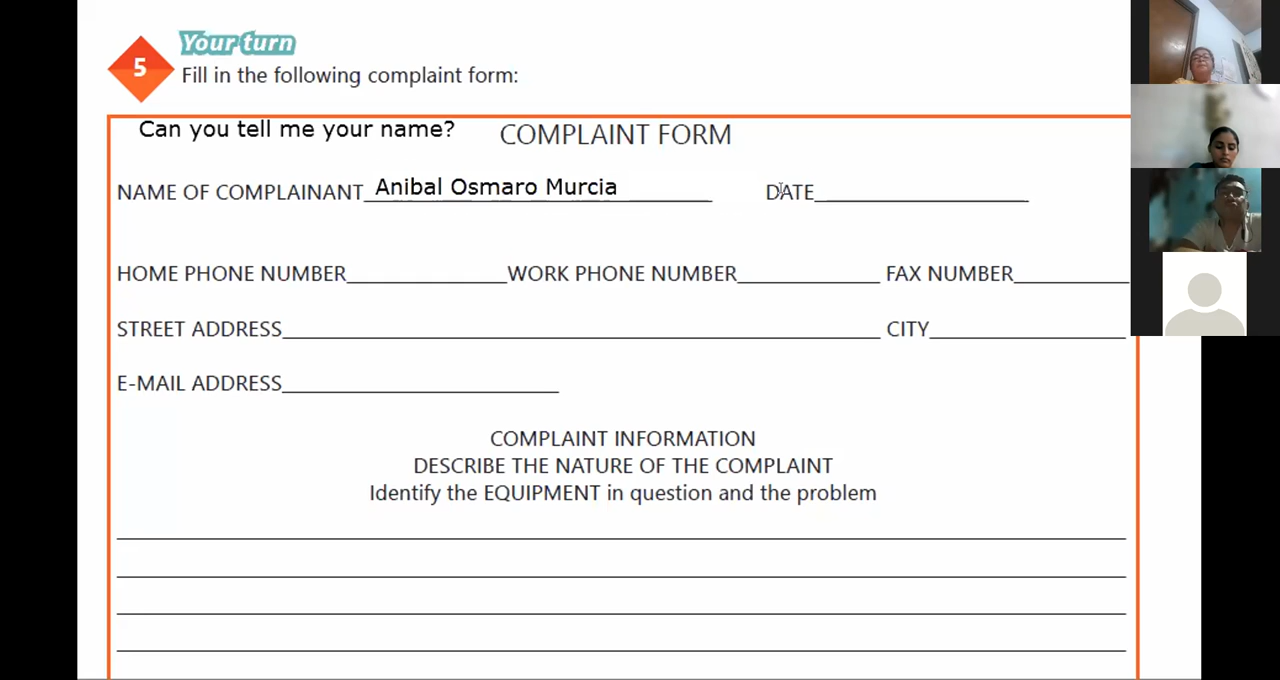 Your turn
5
Fill in the following complaint form:
Can you tell me your name?
COMPLAINT FORM
NAME OF COMPLAINANT Anibal Osmaro Murcia DATE
HOME PHONE NUMBER WORK PHONE NUMBER FAX NUMBER
STREET ADDRESS CITY
E-MAIL ADDRESS
COMPLAINT INFORMATION
DESCRIBE THE NATURE OF THE COMPLAINT
Identify the EQUIPMENT in question and the problem